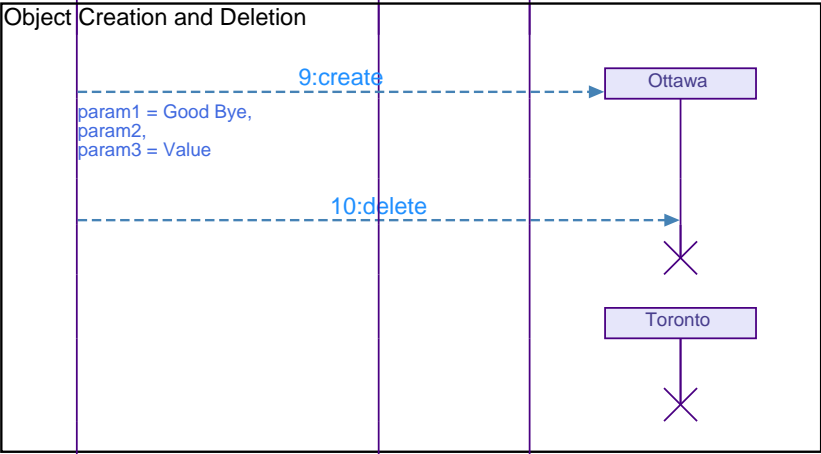 Object Creation and Deletion
9:create
Ottawa
param1 = Good Bye,
param2,
param3 = Value
10:delete
Toronto